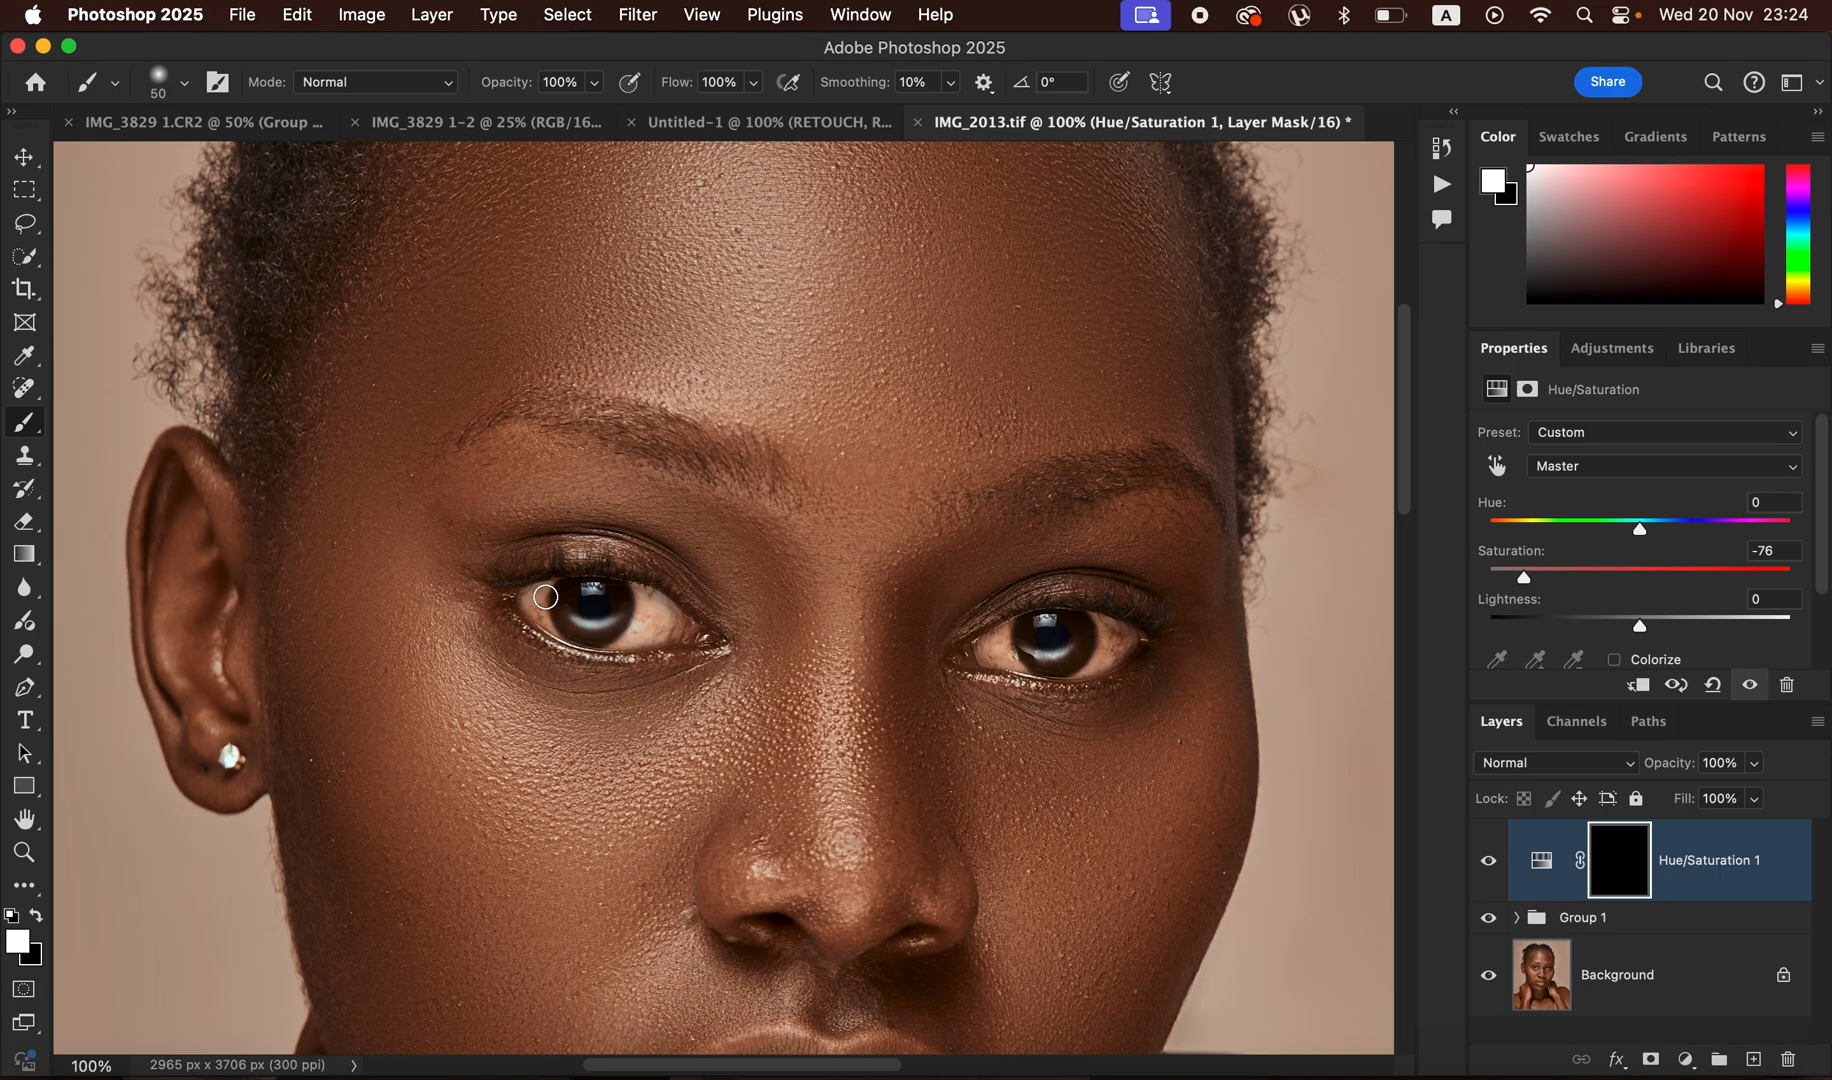 Photoshop 2025 File Edit Image Layer Type Select Filter View Plugins Window Help A Wed 20 Nov 23:24
Adobe Photoshop 2025
50 Mode: Normal Opacity: 100% Flow: 100% Smoothing: 10% 0° Share
IMG_3829 1.CR2 @ 50% (Group ... IMG_3829 1-2 @ 25% (RGB/16... Untitled-1 @ 100% (RETOUCH, R... IMG_2013.tif @ 100% (Hue/Saturation 1, Layer Mask/16) *
Color Swatches Gradients Patterns
Properties Adjustments Libraries
Hue/Saturation
Preset: Custom
Master
Hue: 0
Saturation: -76
Lightness: 0
Colorize
Layers Channels Paths
Normal Opacity: 100%
Lock: Fill: 100%
Hue/Saturation 1
Group 1
Background
100% 2965 px x 3706 px (300 ppi)